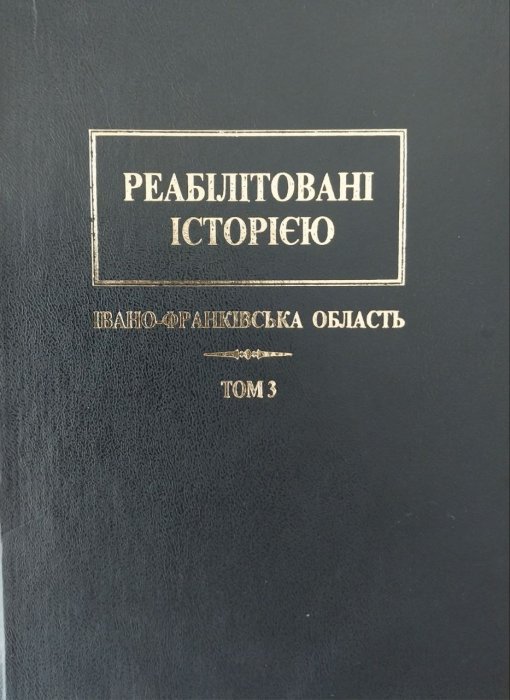 РЕАБІЛІТОВАНІ
ІСТОРІЄЮ
ІВАНО-ФРАНКІВСЬКА ОБЛАСТЬ
ТОМ 3